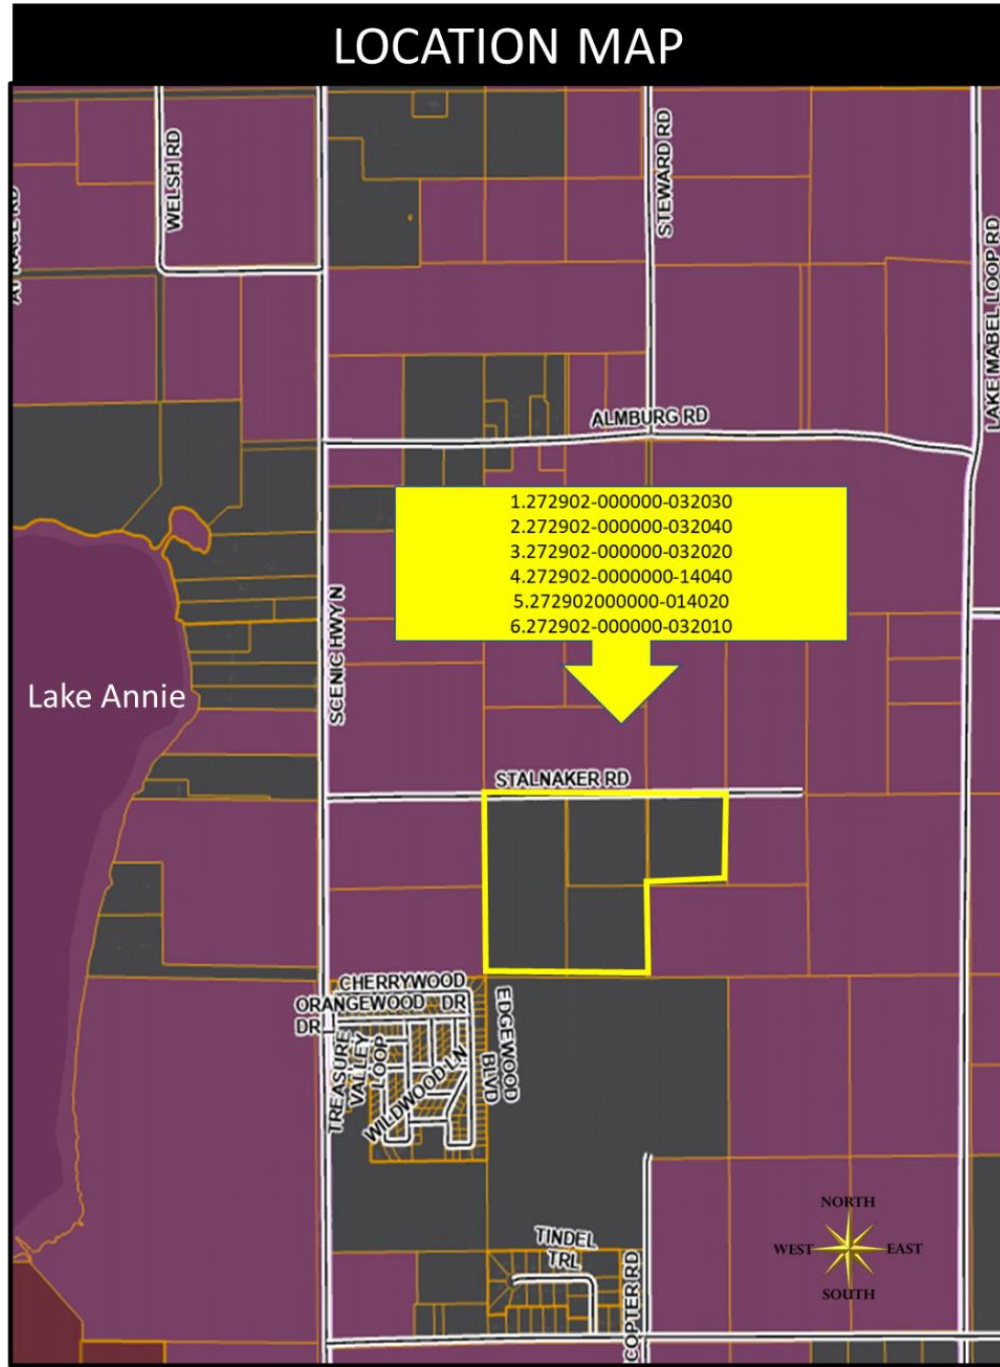 LOCATION MAP
WELSH RD
STEWARD RD
LAKE MABEL LOOP RD
ALMBURG RD
1.272902-000000-032030
2.272902-000000-032040
3.272902-000000-032020
4.272902-0000000-14040
5.272902000000-014020
6.272902-000000-032010
SCENIC HWY N
Lake Annie
STALNAKER RD
CHERRYWOOD
ORANGEWOOD DR
DR
EDGEWOOD
BLVD
TREASURE
VALLEY
LOOP
WILDWOOD LN
NORTH
WEST
EAST
SOUTH
TINDEL
TRL
COPTER RD